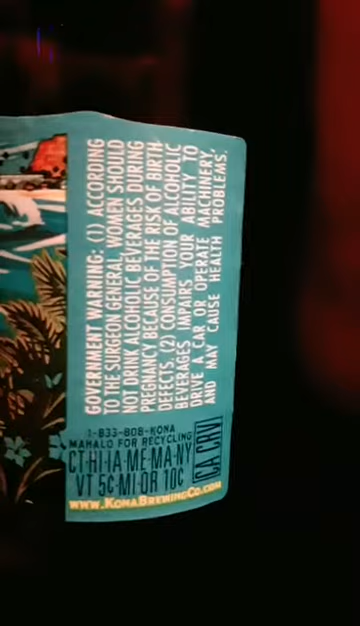 GOVERNMENT WARNING: (1) ACCORDING
TO THE SURGEON GENERAL, WOMEN SHOULD
NOT DRINK ALCOHOLIC BEVERAGES DURING
PREGNANCY BECAUSE OF THE RISK OF BIRTH
DEFECTS. (2) CONSUMPTION OF ALCOHOLIC
BEVERAGES IMPAIRS YOUR ABILITY TO
DRIVE A CAR OR OPERATE MACHINERY,
AND MAY CAUSE HEALTH PROBLEMS.
1-833-808-KONA
MAHALO FOR RECYCLING
CT·HI·IA·ME·MA·NY
VT 5¢·MI·OR 10¢
CA CRV
WWW.KONABREWINGCO.COM